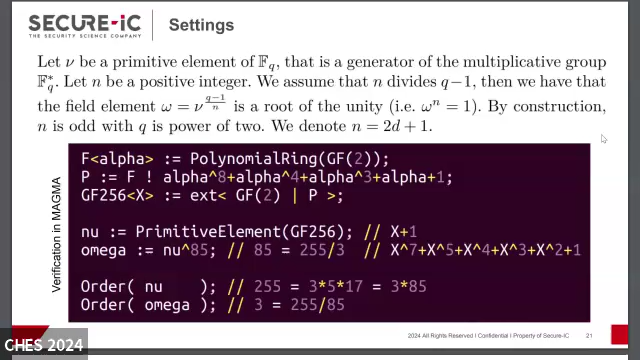 SECURE-IC
THE SECURITY SCIENCE COMPANY
Settings
Let ν be a primitive element of 𝔽q, that is a generator of the multiplicative group
𝔽*q. Let n be a positive integer. We assume that n divides q−1, then we have that
the field element ω = ν^((q−1)/n) is a root of the unity (i.e. ω^n = 1). By construction,
n is odd with q is power of two. We denote n = 2d + 1.
Verification in MAGMA
F<alpha> := PolynomialRing(GF(2));
P := F ! alpha^8+alpha^4+alpha^3+alpha+1;
GF256<X> := ext< GF(2) | P >;
nu := PrimitiveElement(GF256); // X+1
omega := nu^85; // 85 = 255/3 // X^7+X^5+X^4+X^3+X^2+1
Order( nu ); // 255 = 3*5*17 = 3*85
Order( omega ); // 3 = 255/85
CHES 2024
2024 All Rights Reserved I Confidential I Property of Secure-IC
21